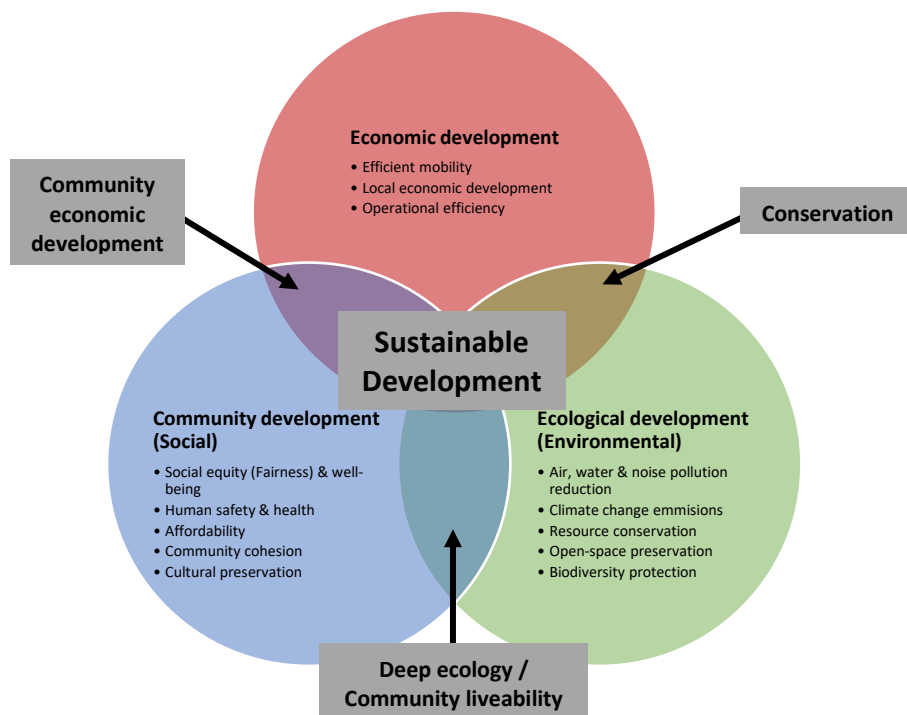 Economic development
• Efficient mobility
• Local economic development
• Operational efficiency
Community
economic
development
Conservation
Sustainable
Development
Community development
(Social)
• Social equity (Fairness) & well-
being
• Human safety & health
• Affordability
• Community cohesion
• Cultural preservation
Ecological development
(Environmental)
• Air, water & noise pollution
reduction
• Climate change emmisions
• Resource conservation
• Open-space preservation
• Biodiversity protection
Deep ecology /
Community liveability